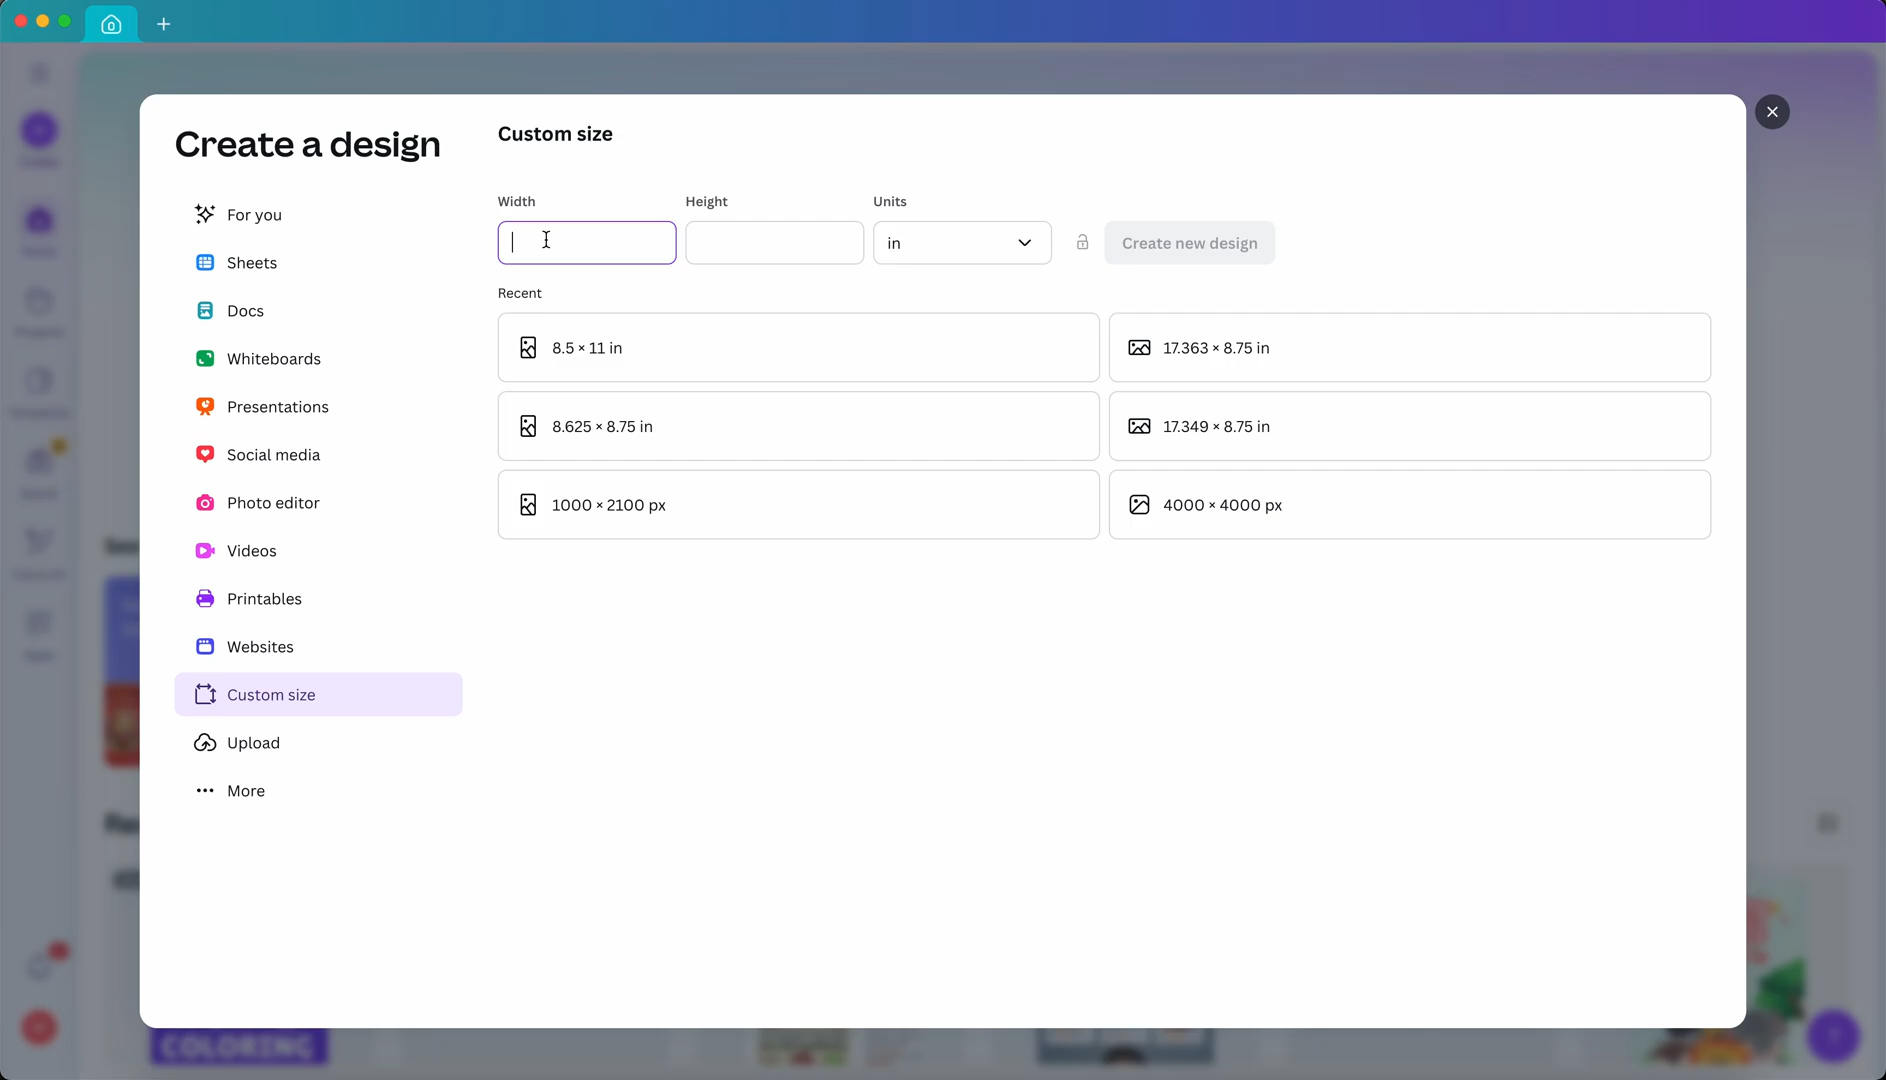 Create a design
For you
Sheets
Docs
Whiteboards
Presentations
Social media
Photo editor
Videos
Printables
Websites
Custom size
Upload
More
Custom size
Width Height Units
in Create new design
Recent
8.5 × 11 in 17.363 × 8.75 in
8.625 × 8.75 in 17.349 × 8.75 in
1000 × 2100 px 4000 × 4000 px
COLORING